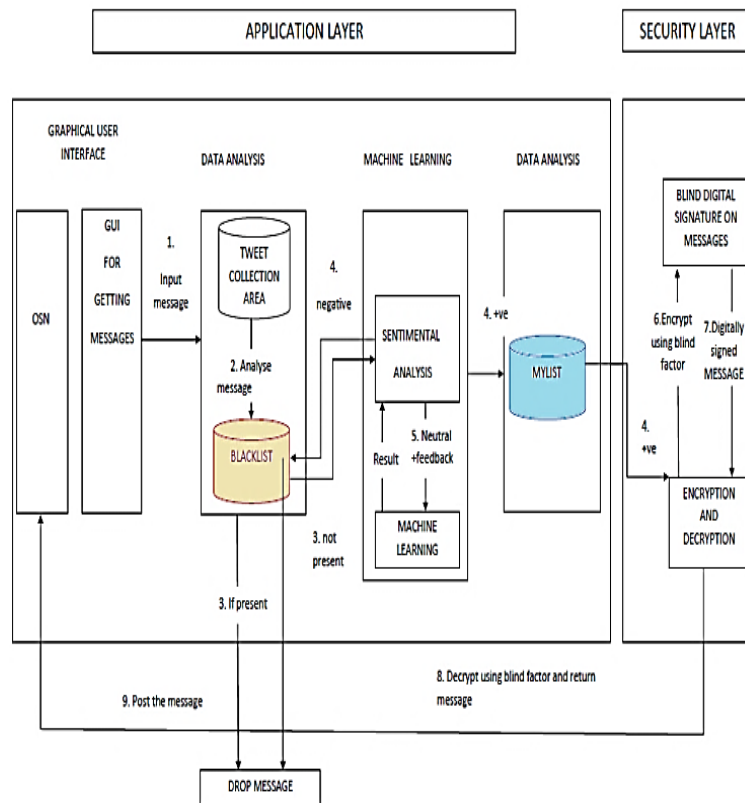 APPLICATION LAYER
SECURITY LAYER
GRAPHICAL USER
INTERFACE
DATA ANALYSIS
MACHINE LEARNING
DATA ANALYSIS
OSN
GUI
FOR
GETTING
MESSAGES
1.
Input
message
TWEET
COLLECTION
AREA
2. Analyse
message
BLACKLIST
4.
negative
3. not
present
3. If present
SENTIMENTAL
ANALYSIS
Result
5. Neutral
+feedback
MACHINE
LEARNING
4. +ve
MYLIST
4.
+ve
BLIND DIGITAL
SIGNATURE ON
MESSAGES
6.Encrypt
using blind
factor
7.Digitally
signed
MESSAGE
ENCRYPTION
AND
DECRYPTION
8. Decrypt using blind factor and return
message
9. Post the message
DROP MESSAGE